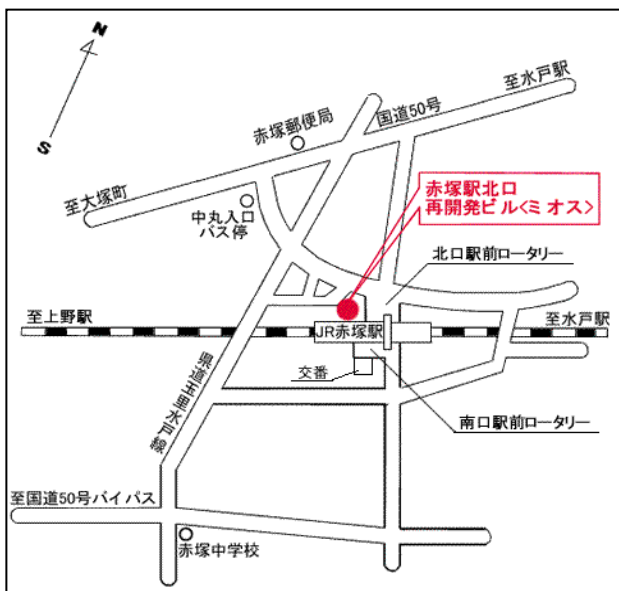 N
S
至水戸駅
国道50号
赤塚郵便局
至大塚町
中丸入口
バス停
赤塚駅北口
再開発ビル<ミオス>
北口駅前ロータリー
至上野駅
至水戸駅
JR赤塚駅
交番
県道玉里水戸線
南口駅前ロータリー
至国道50号バイパス
赤塚中学校